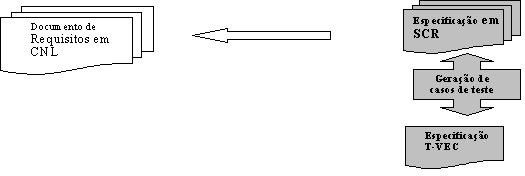 Documento de
Requisitos em
CNL
Especificação em
SCR
Geração de
casos de teste
Especificação
T-VEC